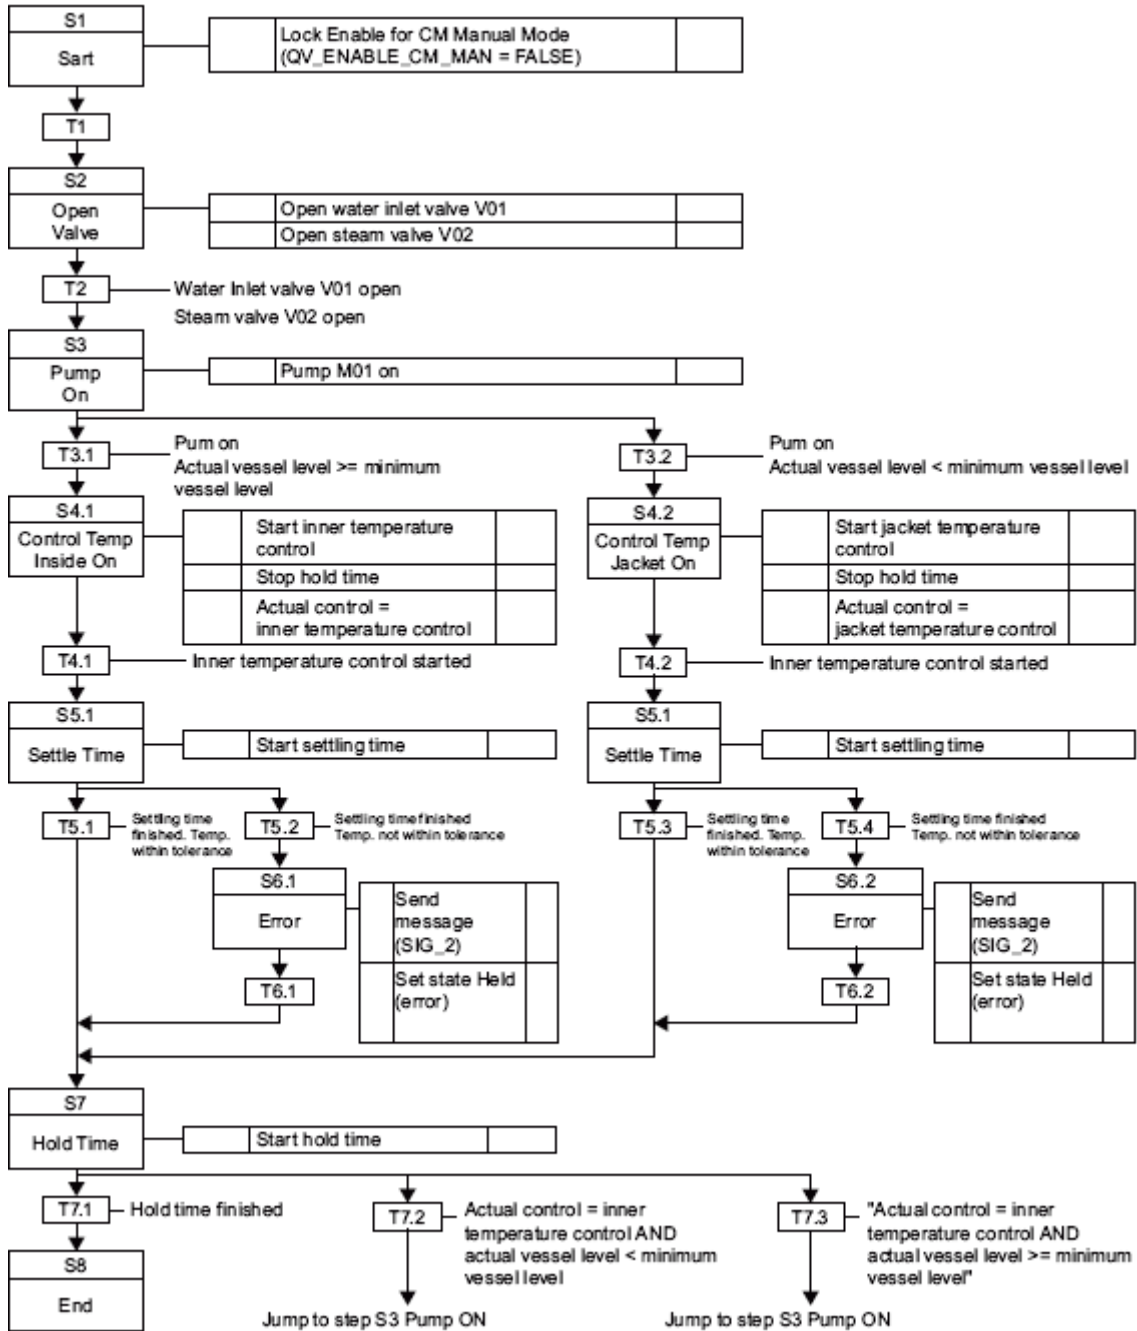 S1
Sart
Lock Enable for CM Manual Mode
(QV_ENABLE_CM_MAN = FALSE)
T1
S2
Open
Valve
Open water inlet valve V01
Open steam valve V02
T2
Water Inlet valve V01 open
Steam valve V02 open
S3
Pump
On
Pump M01 on
T3.1
Pum on
Actual vessel level >= minimum
vessel level
T3.2
Pum on
Actual vessel level < minimum vessel level
S4.1
Control Temp
Inside On
Start inner temperature
control
Stop hold time
Actual control =
inner temperature control
S4.2
Control Temp
Jacket On
Start jacket temperature
control
Stop hold time
Actual control =
jacket temperature control
T4.1
Inner temperature control started
T4.2
Inner temperature control started
S5.1
Settle Time
Start settling time
S5.1
Settle Time
Start settling time
T5.1
Settling time
finished. Temp.
within tolerance
T5.2
Settling time finished
Temp. not within tolerance
T5.3
Settling time
finished. Temp.
within tolerance
T5.4
Settling time finished
Temp. not within tolerance
S6.1
Error
Send
message
(SIG_2)
Set state Held
(error)
T6.1
S6.2
Error
Send
message
(SIG_2)
Set state Held
(error)
T6.2
S7
Hold Time
Start hold time
T7.1
Hold time finished
T7.2
Actual control = inner
temperature control AND
actual vessel level < minimum
vessel level
T7.3
"Actual control = inner
temperature control AND
actual vessel level >= minimum
vessel level"
S8
End
Jump to step S3 Pump ON
Jump to step S3 Pump ON